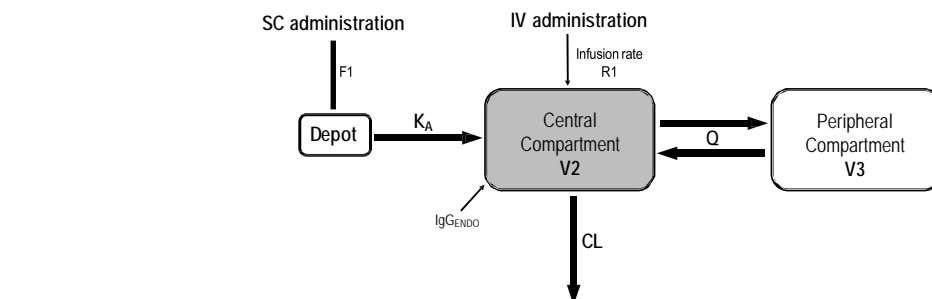 SC administration
IV administration
F1
Infusion rate
R1
Depot
KA
Central
Compartment
V2
Q
Peripheral
Compartment
V3
IgGENDO
CL